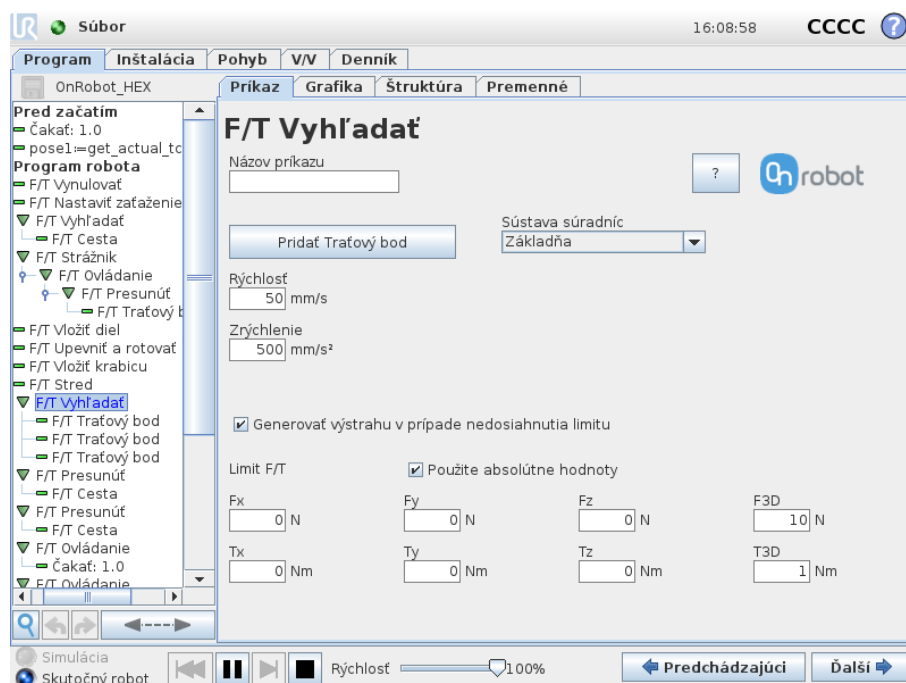 Súbor 16:08:58 CCCC ?
Program Inštalácia Pohyb V/V Denník
OnRobot_HEX Príkaz Grafika Štruktúra Premenné
Pred začatím
Čakať: 1.0
pose1≔get_actual_tc
Program robota
F/T Vynulovať
F/T Nastaviť zaťaženie
F/T Vyhľadať
F/T Cesta
F/T Strážnik
F/T Ovládanie
F/T Presunúť
F/T Traťový b
F/T Vložiť diel
F/T Upevniť a rotovať
F/T Vložiť krabicu
F/T Stred
F/T Vyhľadať
F/T Traťový bod
F/T Traťový bod
F/T Traťový bod
F/T Presunúť
F/T Cesta
F/T Presunúť
F/T Cesta
F/T Ovládanie
Čakať: 1.0
F/T Ovládanie
F/T Vyhľadať
Názov príkazu
?
On robot
Pridať Traťový bod
Sústava súradníc
Základňa
Rýchlosť
50 mm/s
Zrýchlenie
500 mm/s²
Generovať výstrahu v prípade nedosiahnutia limitu
Limit F/T Použite absolútne hodnoty
Fx Fy Fz F3D
0 N 0 N 0 N 10 N
Tx Ty Tz T3D
0 Nm 0 Nm 0 Nm 1 Nm
Simulácia
Skutočný robot
Rýchlosť 100% Predchádzajúci Ďalší